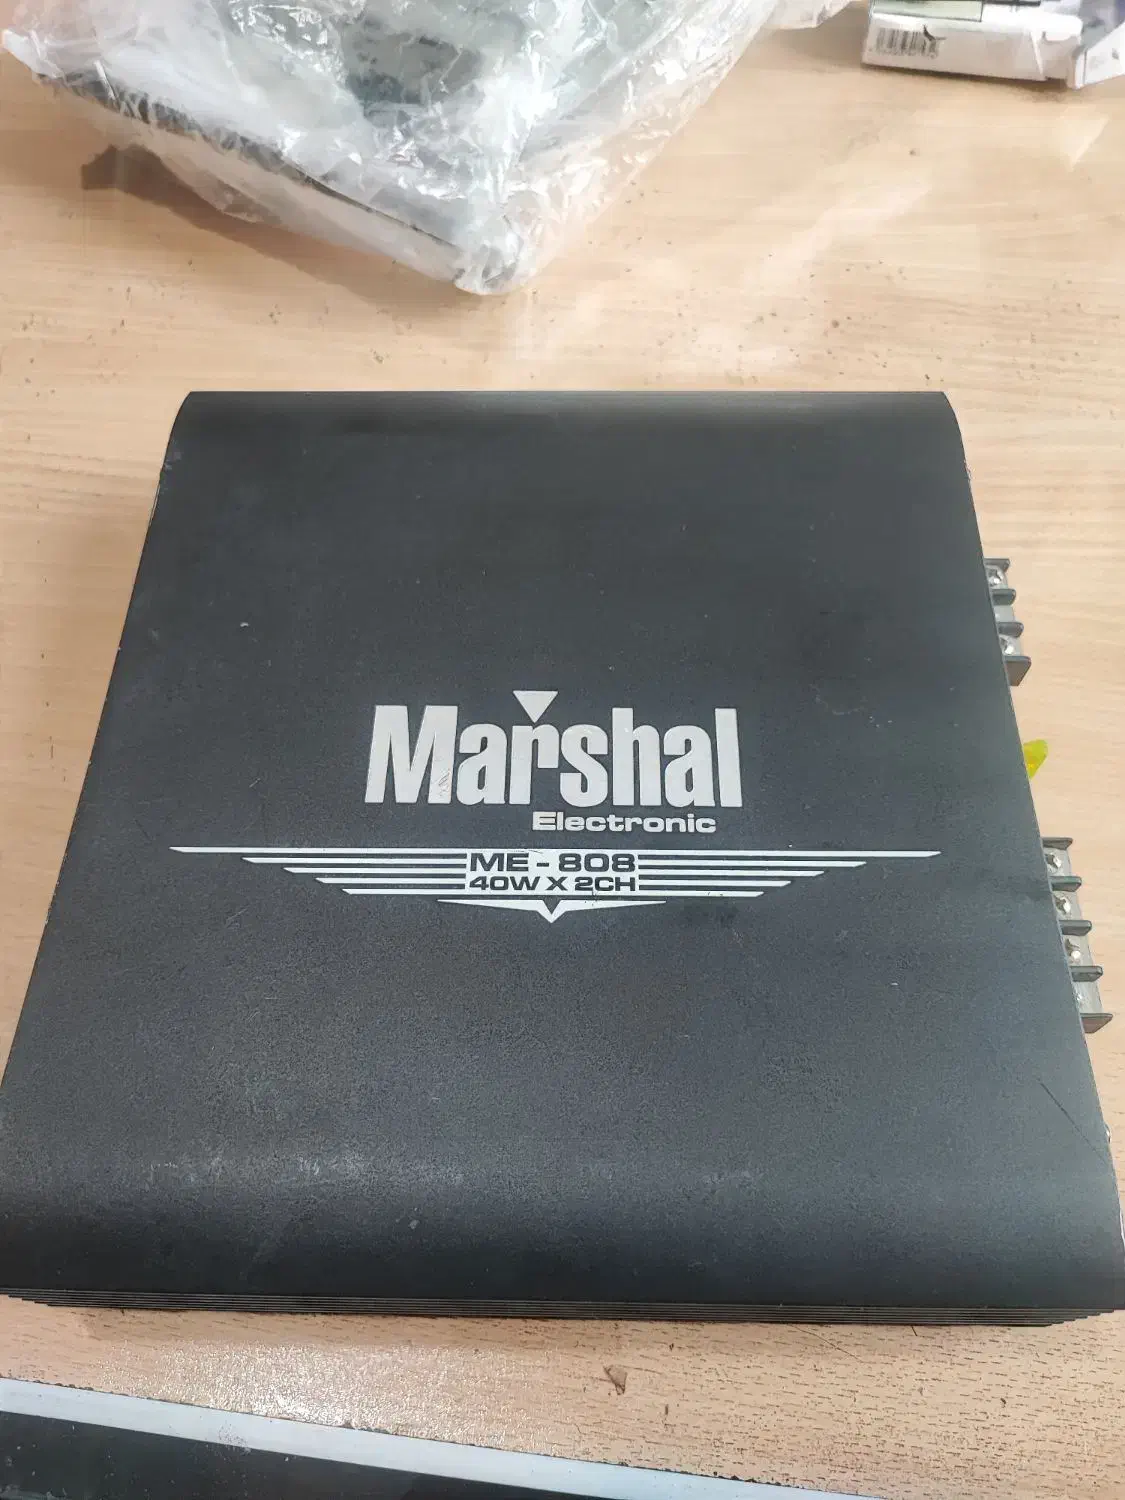 Marshal
Electronic
ME-808
40W X 2CH